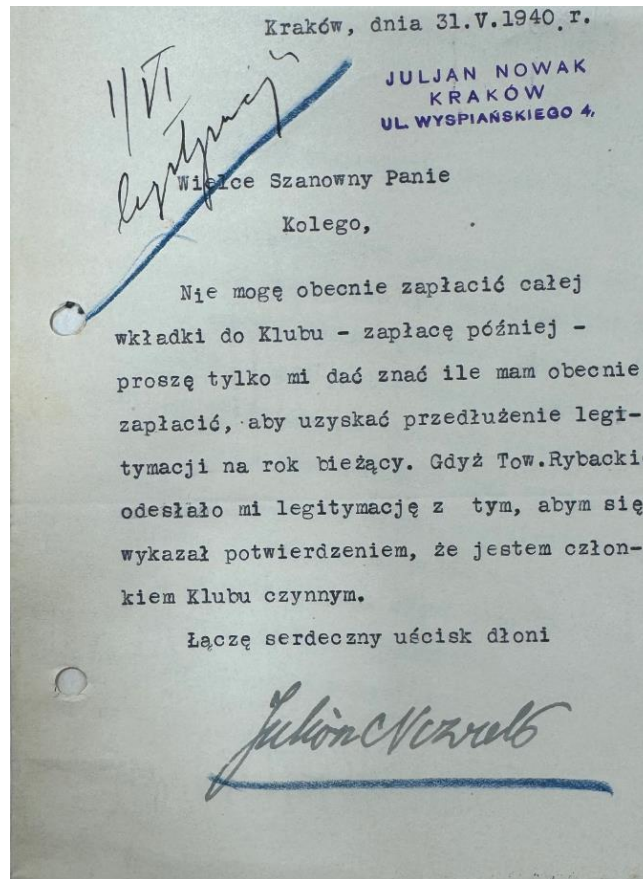 Kraków, dnia 31.V.1940.r.
JULJAN NOWAK
KRAKÓW
UL. WYSPIAŃSKIEGO 4,
1/VI
Wielce Szanowny Panie
Kolego,
Nie mogę obecnie zapłacić całej
wkładki do Klubu - zapłacę później -
proszę tylko mi dać znać ile mam obecnie
zapłacić, aby uzyskać przedłużenie legi-
tymacji na rok bieżący. Gdyż Tow.Rybacki
odesłało mi legitymację z tym, abym się
wykazał potwierdzeniem, że jestem człon-
kiem Klubu czynnym.
Łączę serdeczny uścisk dłoni
Juljan Nowak